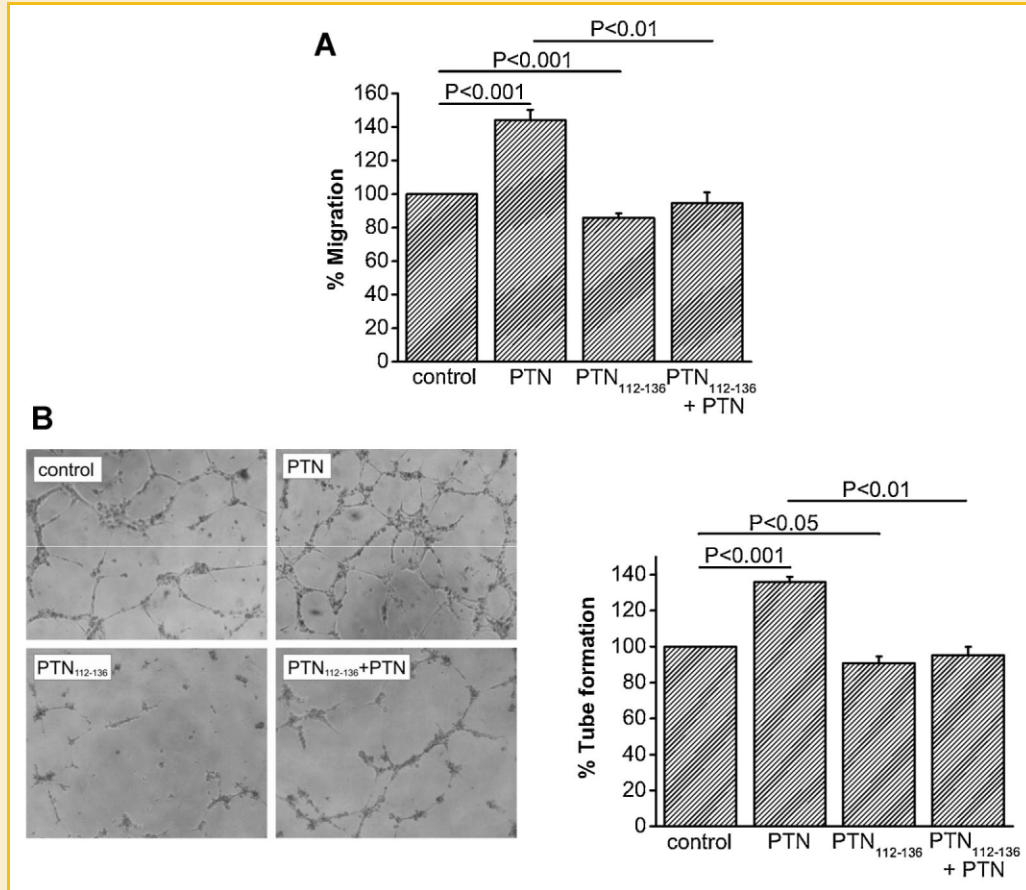 A
P<0.01
P<0.001
P<0.001
160
140
120
100
80
60
40
20
0
% Migration
control PTN PTN112-136 PTN112-136
+ PTN
B
control
PTN
PTN112-136
PTN112-136+PTN
P<0.01
P<0.05
P<0.001
140
120
100
80
60
40
20
0
% Tube formation
control PTN PTN112-136 PTN112-136
+ PTN